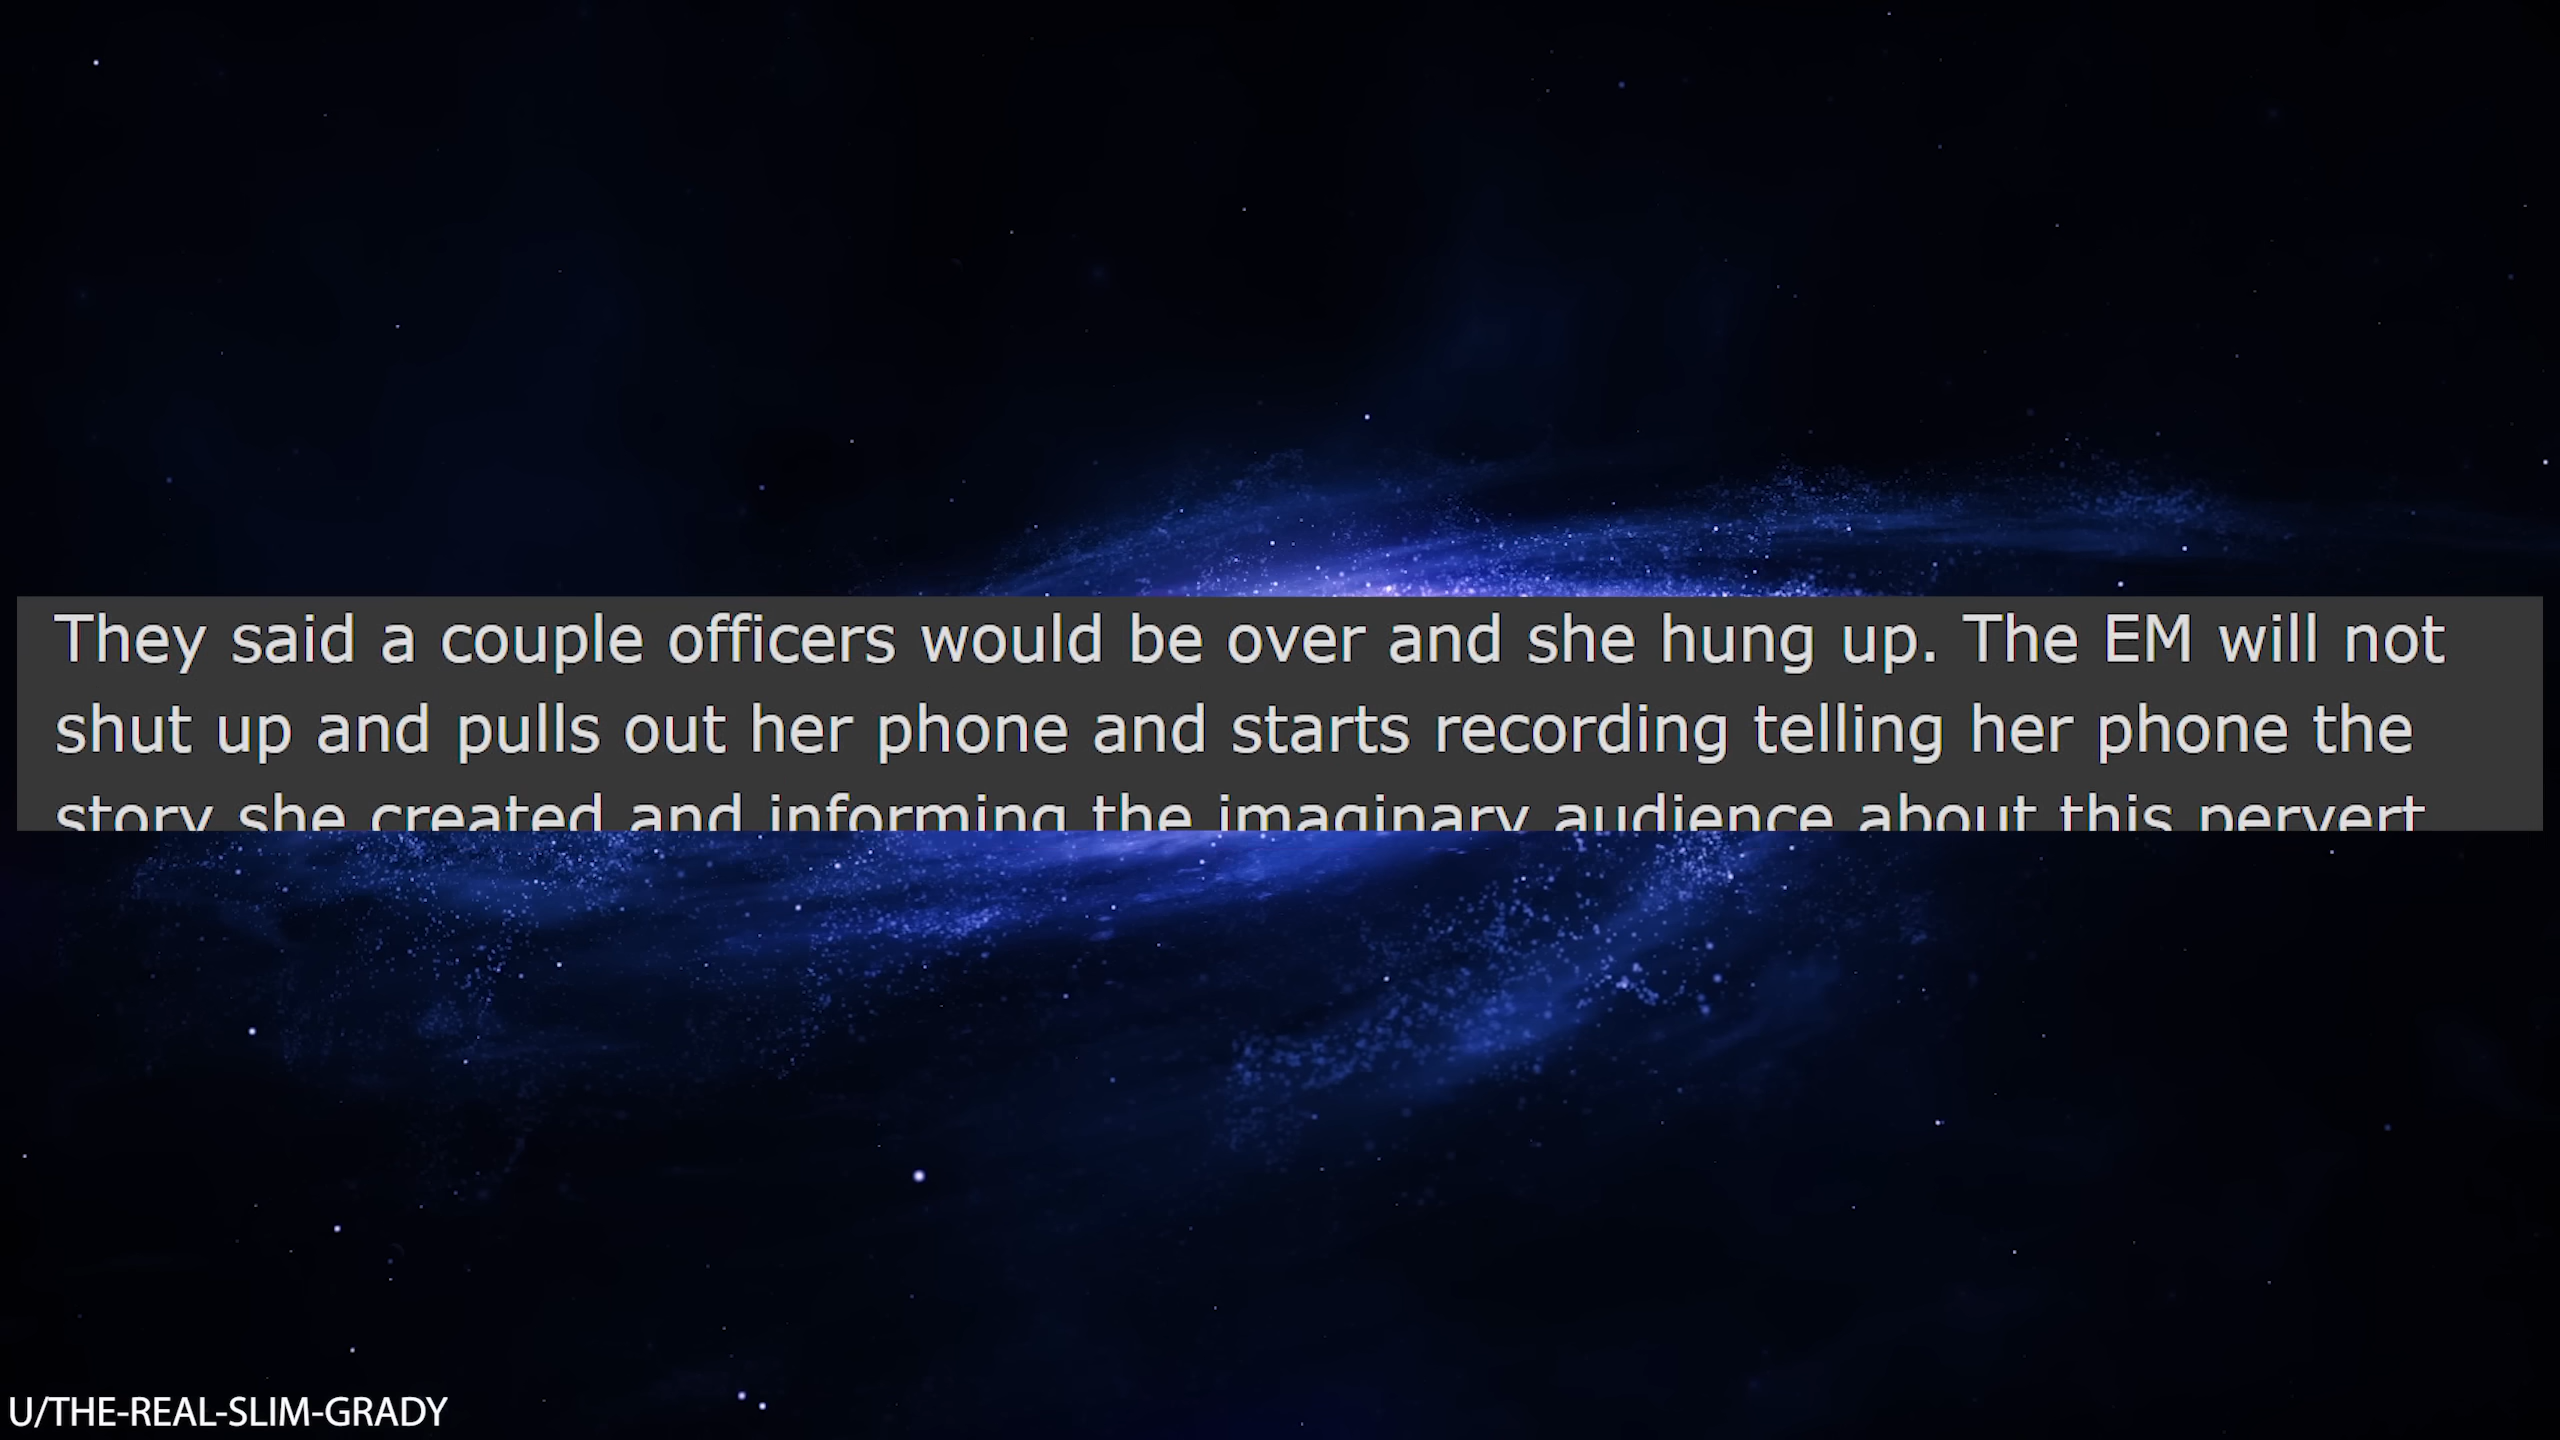 They said a couple officers would be over and she hung up. The EM will not
shut up and pulls out her phone and starts recording telling her phone the
story she created and informing the imaginary audience about this pervert
U/THE-REAL-SLIM-GRADY